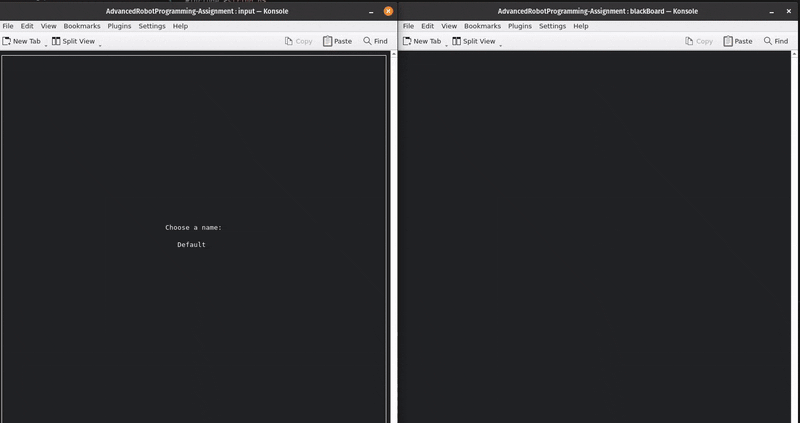 AdvancedRobotProgramming-Assignment : input — Konsole
File Edit View Bookmarks Plugins Settings Help
New Tab Split View Copy Paste Find
Choose a name:
Default
AdvancedRobotProgramming-Assignment : blackBoard — Konsole
File Edit View Bookmarks Plugins Settings Help
New Tab Split View Copy Paste Find